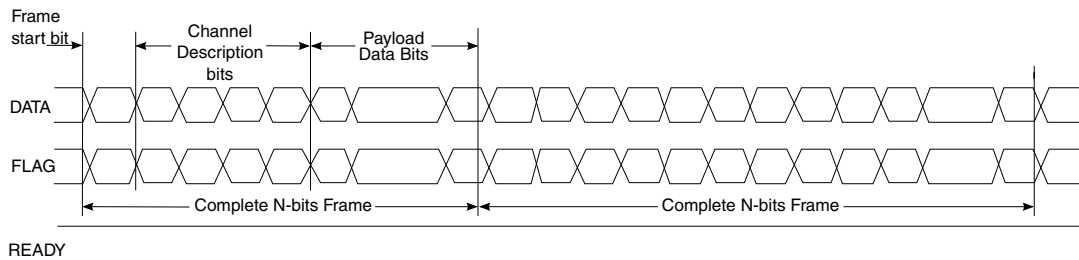 Frame
start bit
Channel
Description
bits
Payload
Data Bits
DATA
FLAG
Complete N-bits Frame
Complete N-bits Frame
READY